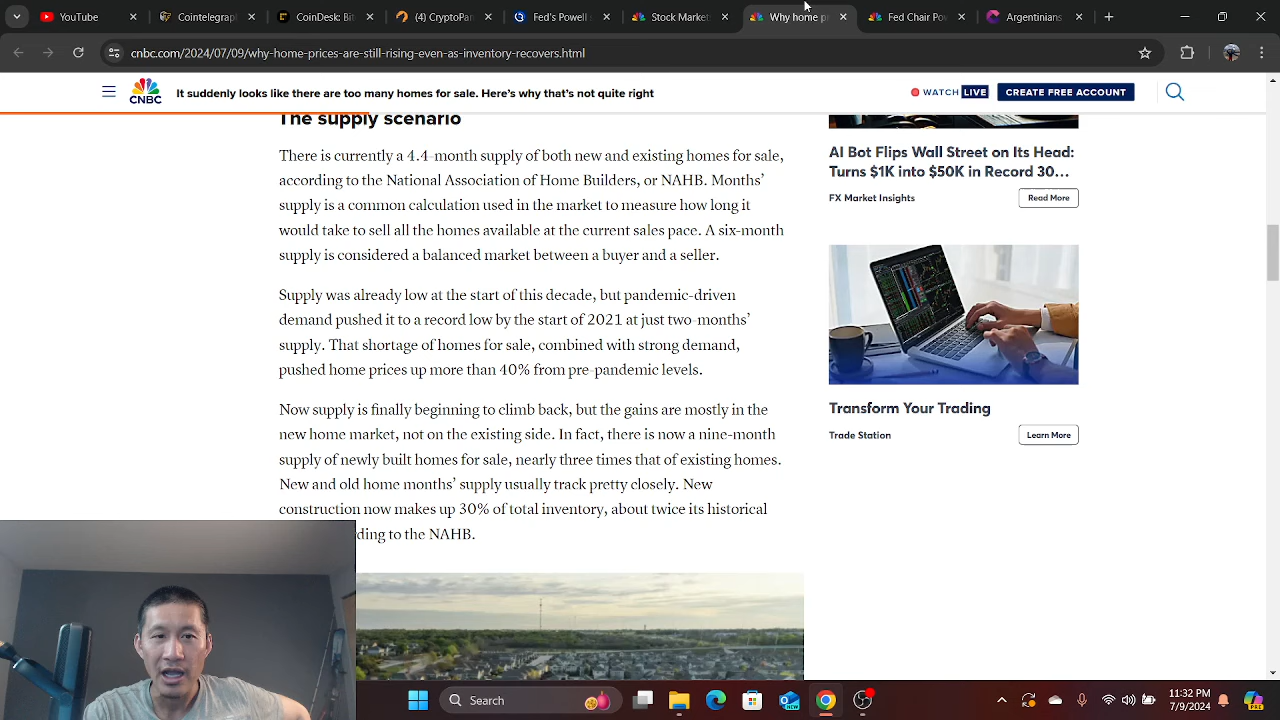 YouTube
Cointelegrap
Dem Desk Bit
(4) CryptoPa
Fed's Powell
Stock Market
Why home p
Fed Chair Pow
Argentinians
cnbc.com/2024/07/09/why-home-prices-are-still-rising-even-as-inventory-recovers.html
CNBC
It suddenly looks like there are too many homes for sale. Here's why that's not quite right
WATCH LIVE
CREATE FREE ACCOUNT
The supply scenario
There is currently a 4.4-month supply of both new and existing homes for sale,
according to the National Association of Home Builders, or NAHB. Months'
supply is a common calculation used in the market to measure how long it
would take to sell all the homes available at the current sales pace. A six-month
supply is considered a balanced market between a buyer and a seller.
Supply was already low at the start of this decade, but pandemic-driven
demand pushed it to a record low by the start of 2021 at just two-months'
supply. That shortage of homes for sale, combined with strong demand,
pushed home prices up more than 40% from pre-pandemic levels.
Now supply is finally beginning to climb back, but the gains are mostly in the
new home market, not on the existing side. In fact, there is now a nine-month
supply of newly built homes for sale, nearly three times that of existing homes.
New and old home months' supply usually track pretty closely. New
construction now makes up 30% of total inventory, about twice its historical
ding to the NAHB.
AI Bot Flips Wall Street on Its Head:
Turns $1K into $50K in Record 30...
FX Market Insights
Read More
Transform Your Trading
Trade Station
Learn More
Search
NEW
11:32 PM
7/9/2024